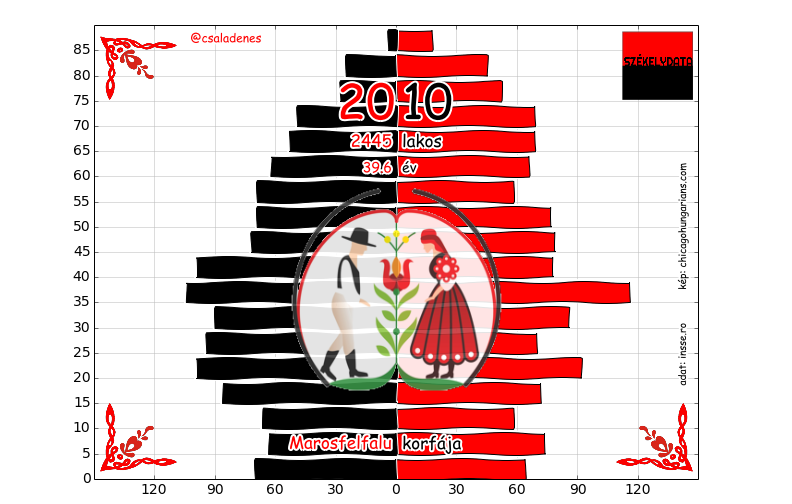 @csaladenes
SZÉKELYDATA
2010
2445 lakos
39.6 év
kép: chicagohungarians.com
adat: insse.ro
Marosfelfalu korfája
85
80
75
70
65
60
55
50
45
40
35
30
25
20
15
10
5
0
120 90 60 30 0 30 60 90 120